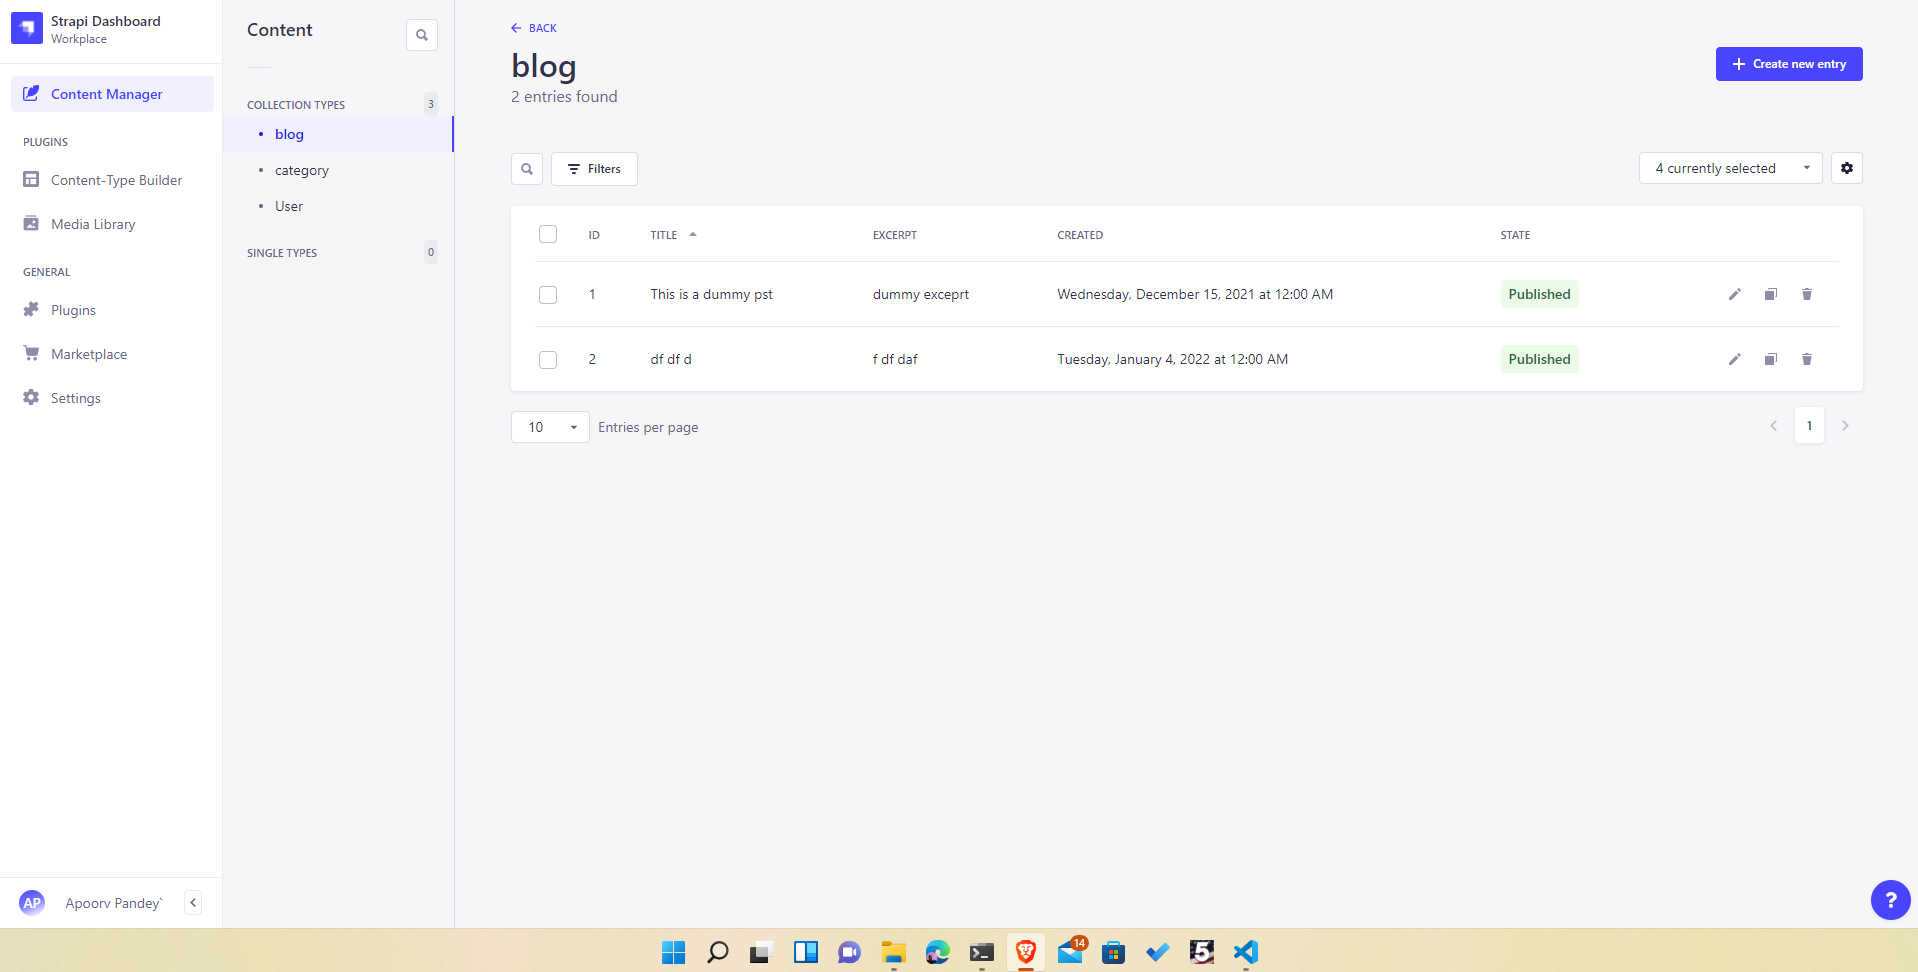 Strapi Dashboard
Workplace
Content Manager
PLUGINS
Content-Type Builder
Media Library
GENERAL
Plugins
Marketplace
Settings
AP Apoorv Pandey`
Content
COLLECTION TYPES 3
blog
category
User
SINGLE TYPES 0
BACK
blog
2 entries found
Create new entry
Filters
4 currently selected
ID TITLE EXCERPT CREATED STATE
1 This is a dummy pst dummy exceprt Wednesday, December 15, 2021 at 12:00 AM Published
2 df df d f df daf Tuesday, January 4, 2022 at 12:00 AM Published
10 Entries per page
1
?
14
5